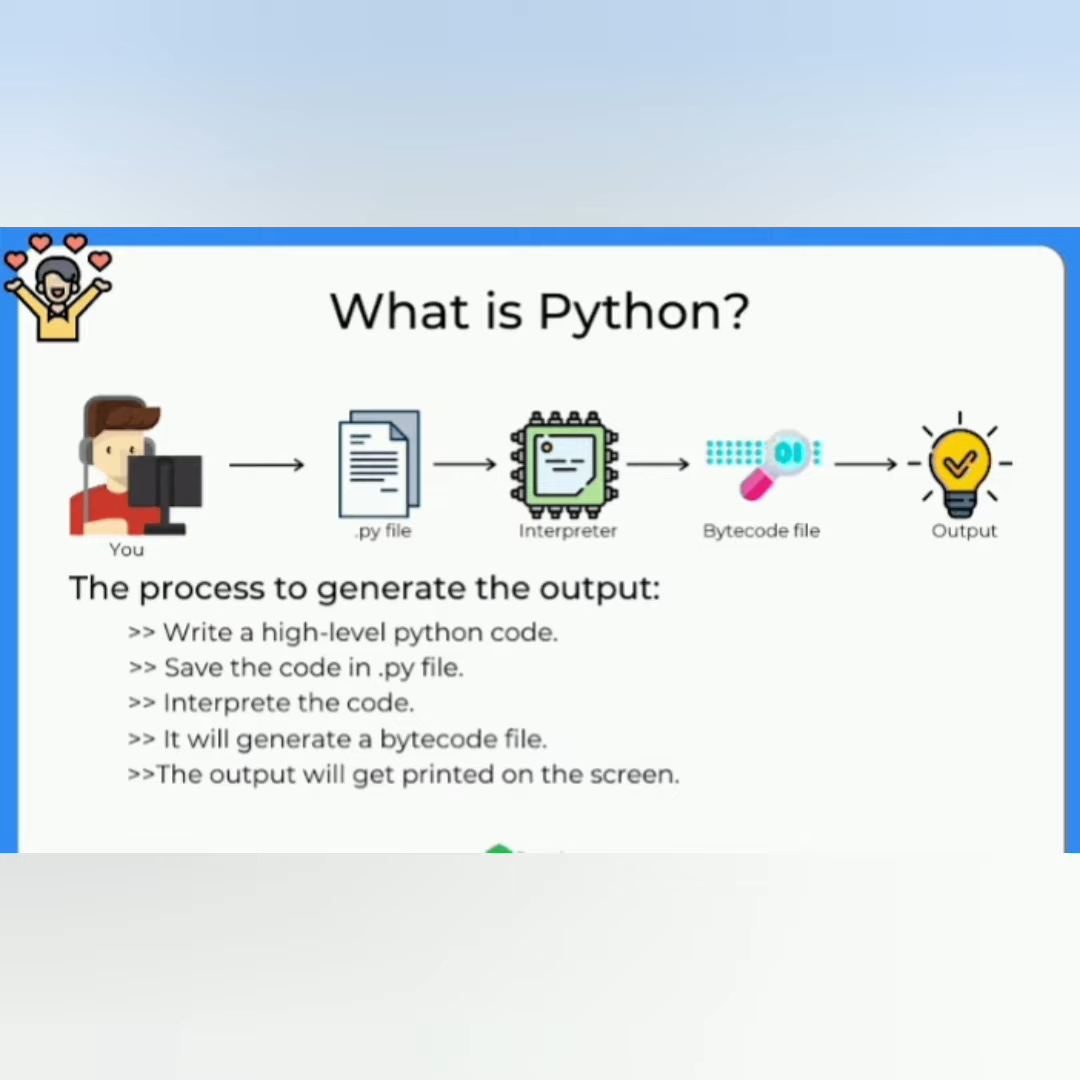 What is Python?
You
.py file
Interpreter
Bytecode file
Output
The process to generate the output:
>> Write a high-level python code.
>> Save the code in .py file.
>> Interprete the code.
>> It will generate a bytecode file.
>>The output will get printed on the screen.